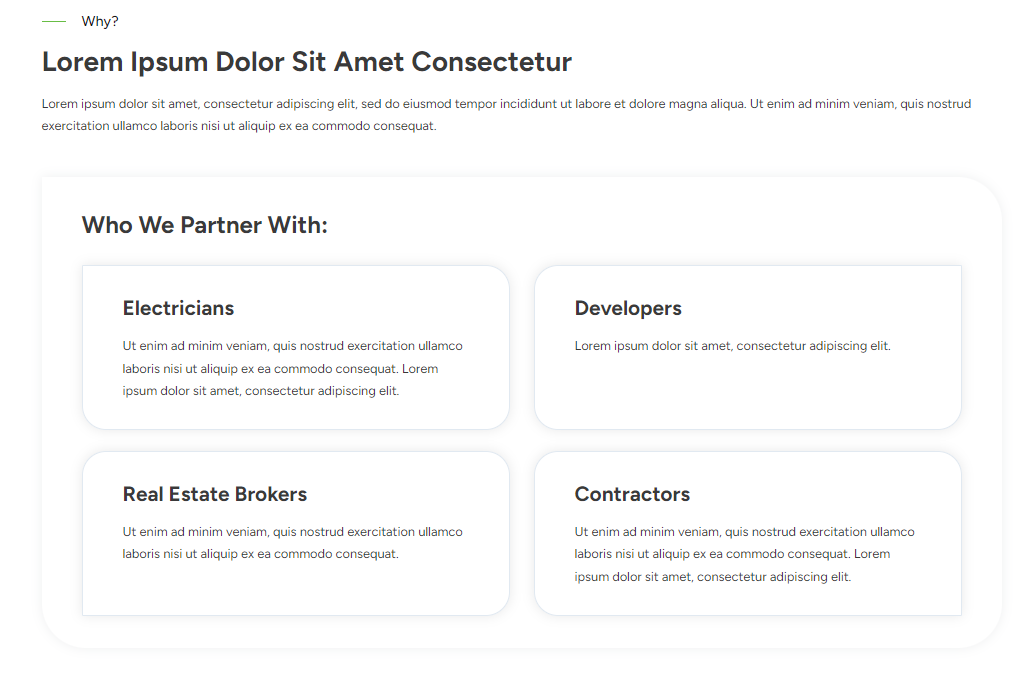 Why?
Lorem Ipsum Dolor Sit Amet Consectetur
Lorem ipsum dolor sit amet, consectetur adipiscing elit, sed do eiusmod tempor incididunt ut labore et dolore magna aliqua. Ut enim ad minim veniam, quis nostrud
exercitation ullamco laboris nisi ut aliquip ex ea commodo consequat.
Who We Partner With:
Electricians
Ut enim ad minim veniam, quis nostrud exercitation ullamco
laboris nisi ut aliquip ex ea commodo consequat. Lorem
ipsum dolor sit amet, consectetur adipiscing elit.
Developers
Lorem ipsum dolor sit amet, consectetur adipiscing elit.
Real Estate Brokers
Ut enim ad minim veniam, quis nostrud exercitation ullamco
laboris nisi ut aliquip ex ea commodo consequat.
Contractors
Ut enim ad minim veniam, quis nostrud exercitation ullamco
laboris nisi ut aliquip ex ea commodo consequat. Lorem
ipsum dolor sit amet, consectetur adipiscing elit.